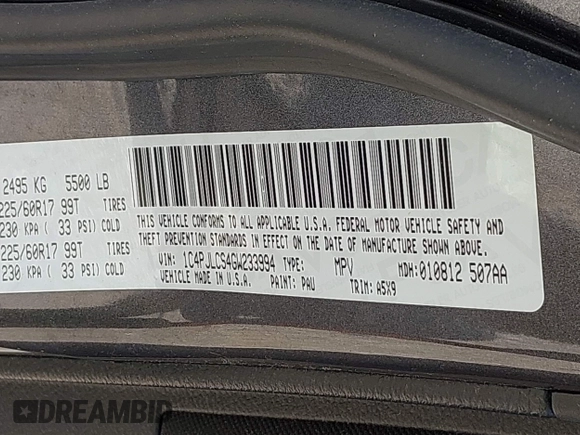 2495 KG 5500 LB
225/60R17 99T TIRES
230 KPA ( 33 PSI) COLD
225/60R17 99T TIRES
230 KPA ( 33 PSI) COLD
THIS VEHICLE CONFORMS TO ALL APPLICABLE U.S.A. FEDERAL MOTOR VEHICLE SAFETY AND
THEFT PREVENTION STANDARDS IN EFFECT ON THE DATE OF MANUFACTURE SHOWN ABOVE.
VIN: 1C4PJLCS4GW233994 TYPE: MPV MDH: 010812 507AA
VEHICLE MADE IN U.S.A. PAINT: PAU TRIM: A5X9
DREAMBID